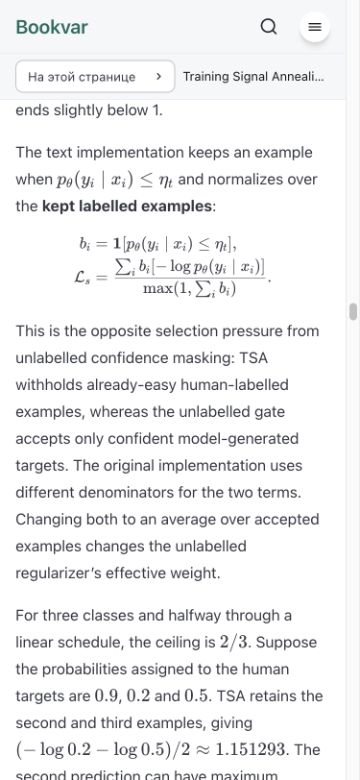 Bookvar
На этой странице > Training Signal Anneali...
ends slightly below 1.
The text implementation keeps an example
when pθ(yᵢ | xᵢ) ≤ ηₜ and normalizes over
the kept labelled examples:
bᵢ = 1[pθ(yᵢ | xᵢ) ≤ ηₜ],
ℒₛ = ∑ᵢ bᵢ[− log pθ(yᵢ | xᵢ)] / max(1, ∑ᵢ bᵢ).
This is the opposite selection pressure from
unlabelled confidence masking: TSA
withholds already-easy human-labelled
examples, whereas the unlabelled gate
accepts only confident model-generated
targets. The original implementation uses
different denominators for the two terms.
Changing both to an average over accepted
examples changes the unlabelled
regularizer’s effective weight.
For three classes and halfway through a
linear schedule, the ceiling is 2/3. Suppose
the probabilities assigned to the human
targets are 0.9, 0.2 and 0.5. TSA retains the
second and third examples, giving
(− log 0.2 − log 0.5)/2 ≈ 1.151293. The
second prediction can have maximum